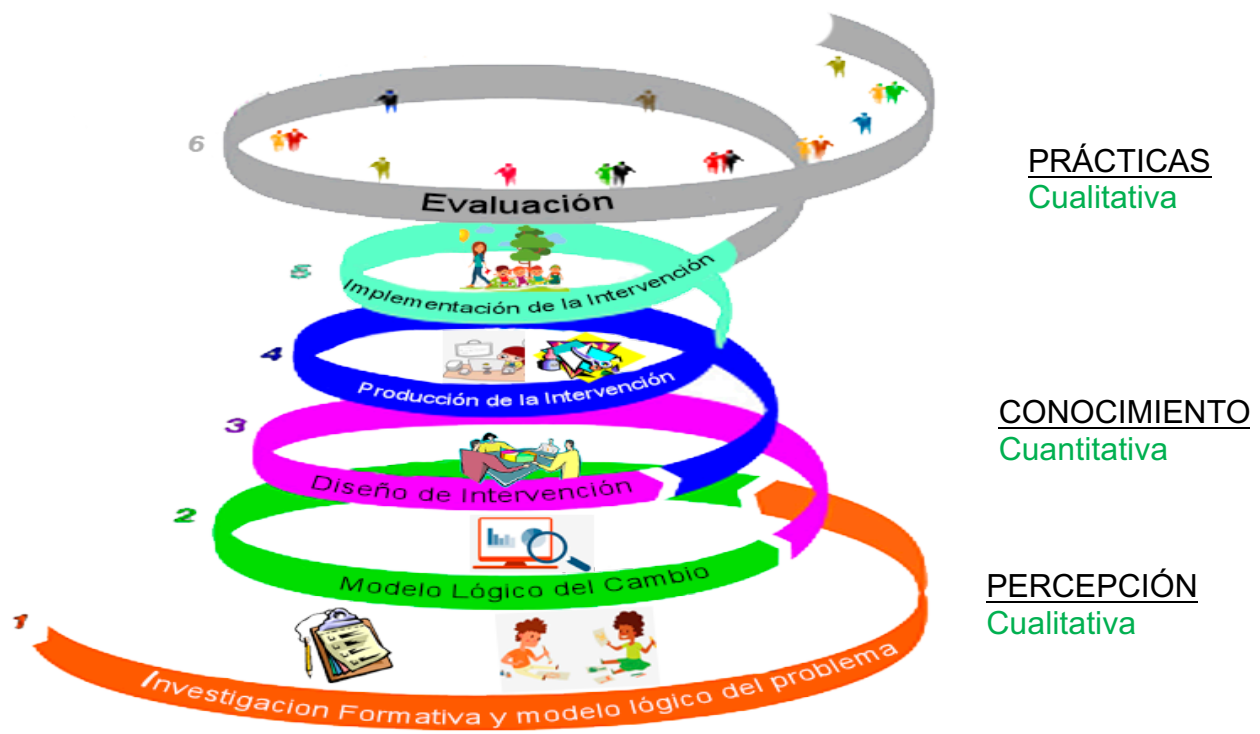 6
Evaluación
PRÁCTICAS
Cualitativa
5
Implementación de la Intervención
4
Producción de la Intervención
CONOCIMIENTO
Cuantitativa
3
Diseño de Intervención
2
Modelo Lógico del Cambio
PERCEPCIÓN
Cualitativa
1
Investigacion Formativa y modelo lógico del problema